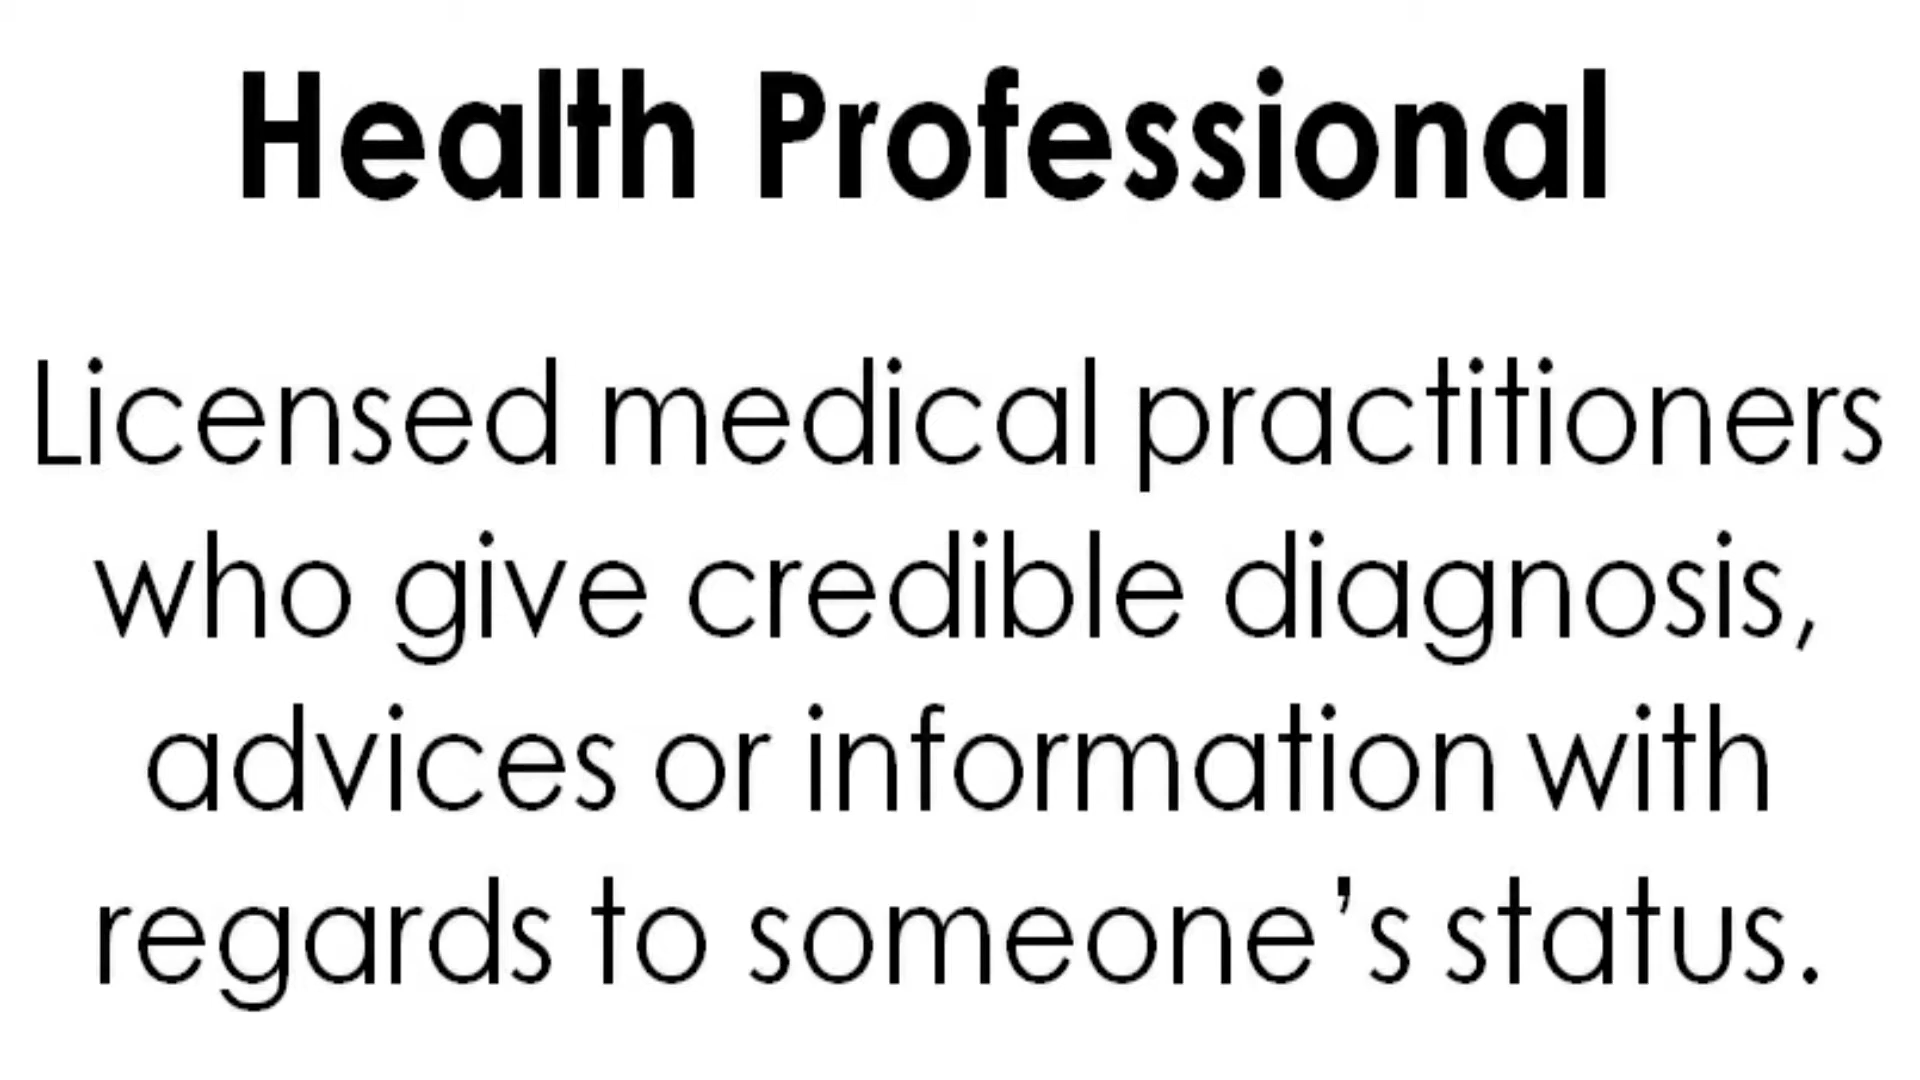 Health Professional
Licensed medical practitioners
who give credible diagnosis,
advices or information with
regards to someone’s status.